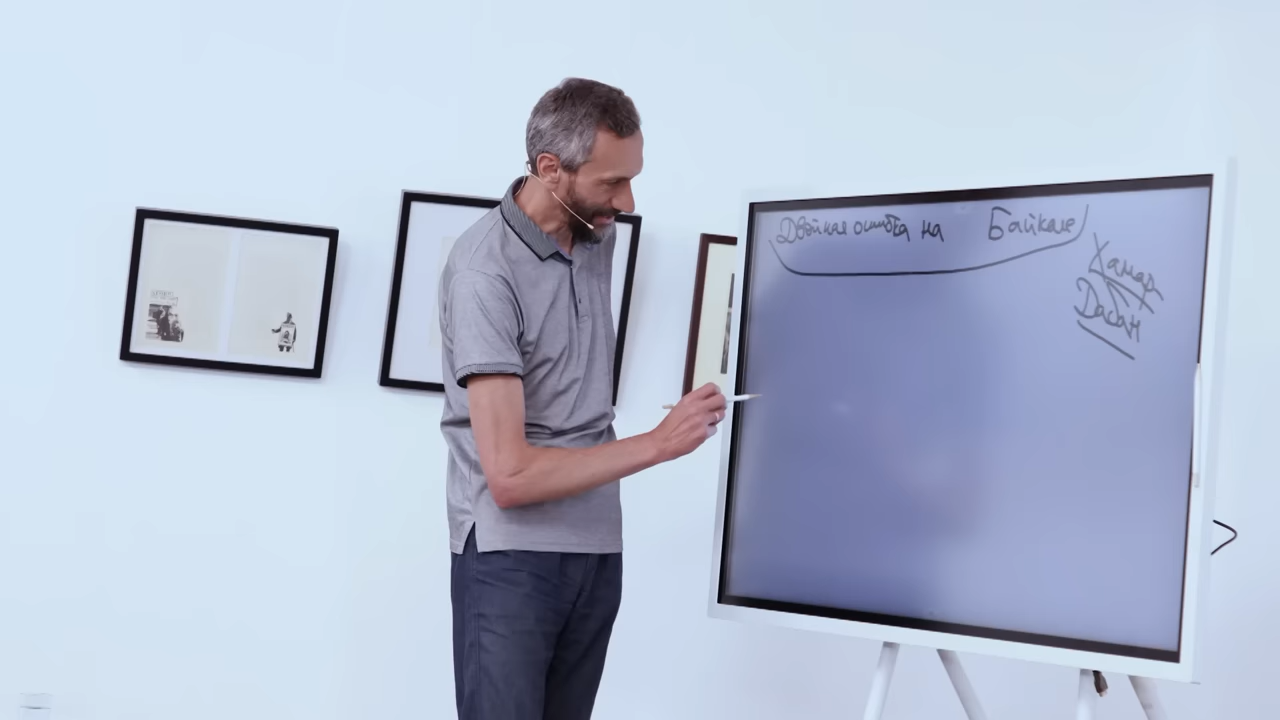 Двойная ошибка на Байкале
Хамар
Дабан